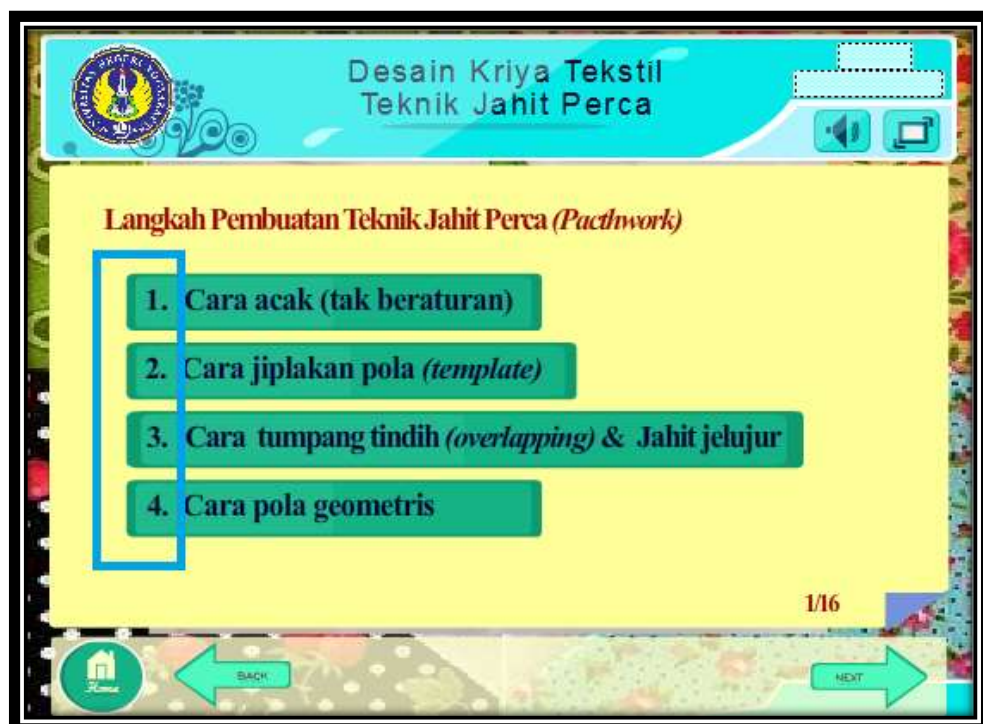 Desain Kriya Tekstil
Teknik Jahit Perca
Langkah Pembuatan Teknik Jahit Perca (Pacthwork)
1. Cara acak (tak beraturan)
2. Cara jiplakan pola (template)
3. Cara tumpang tindih (overlapping) & Jahit jelujur
4. Cara pola geometris
1/16
Home
BACK
NEXT